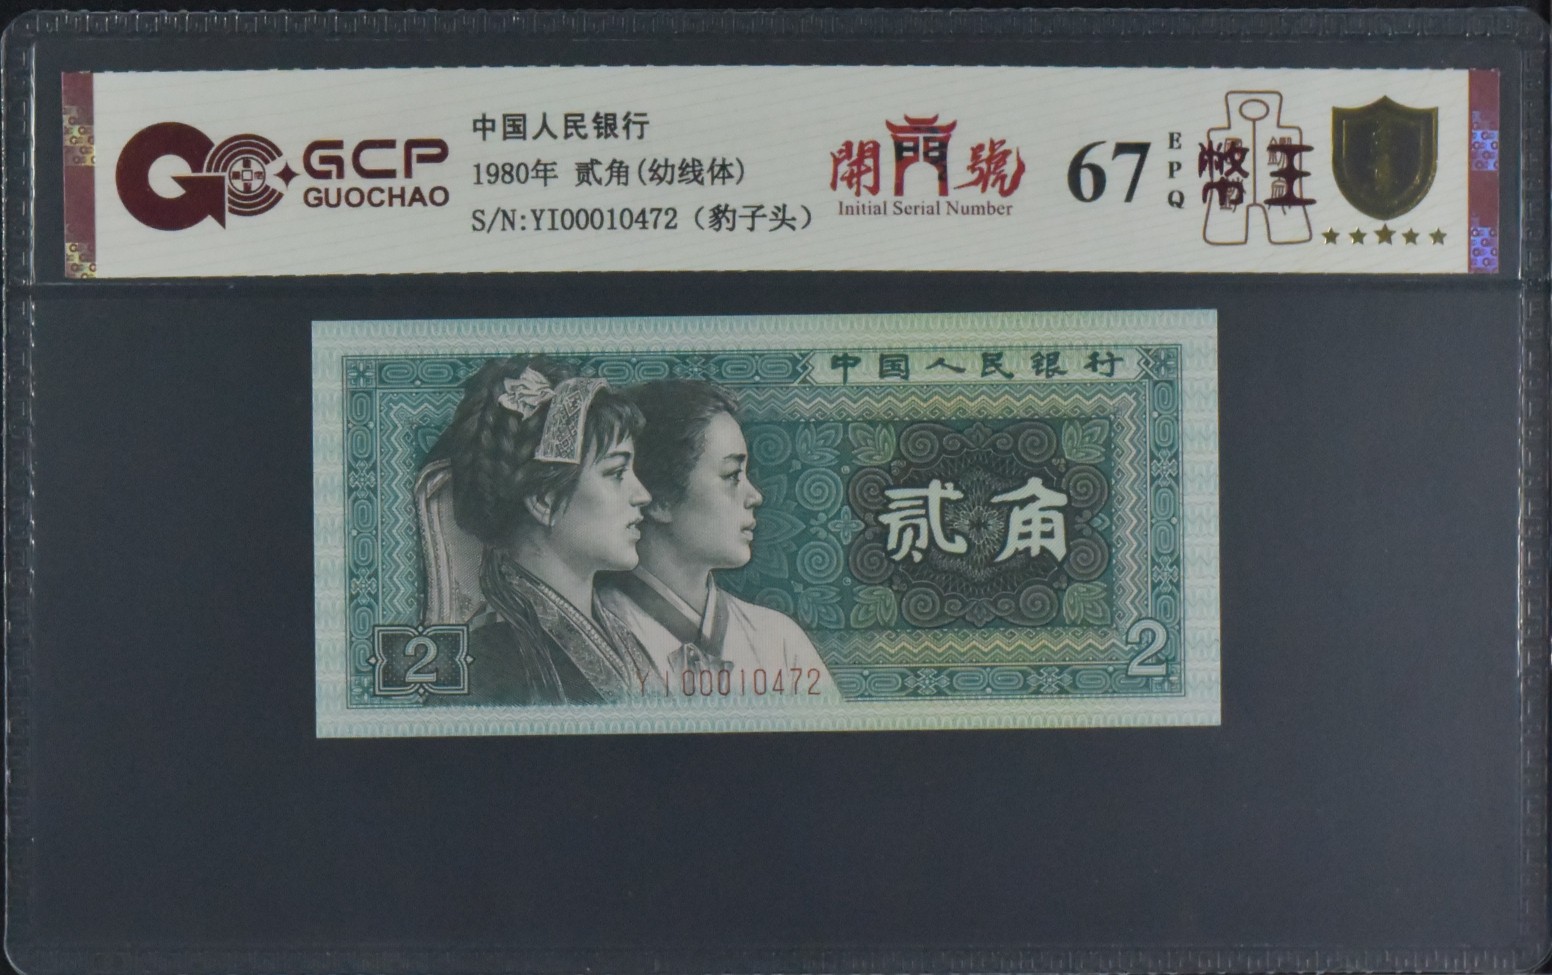 GCP
GUOCHAO
中国人民银行
1980年 贰角(幼线体)
S/N:YI00010472（豹子头）
開門號
Initial Serial Number
67
EPQ
幣王
中国人民银行
贰角
2
2
YI00010472